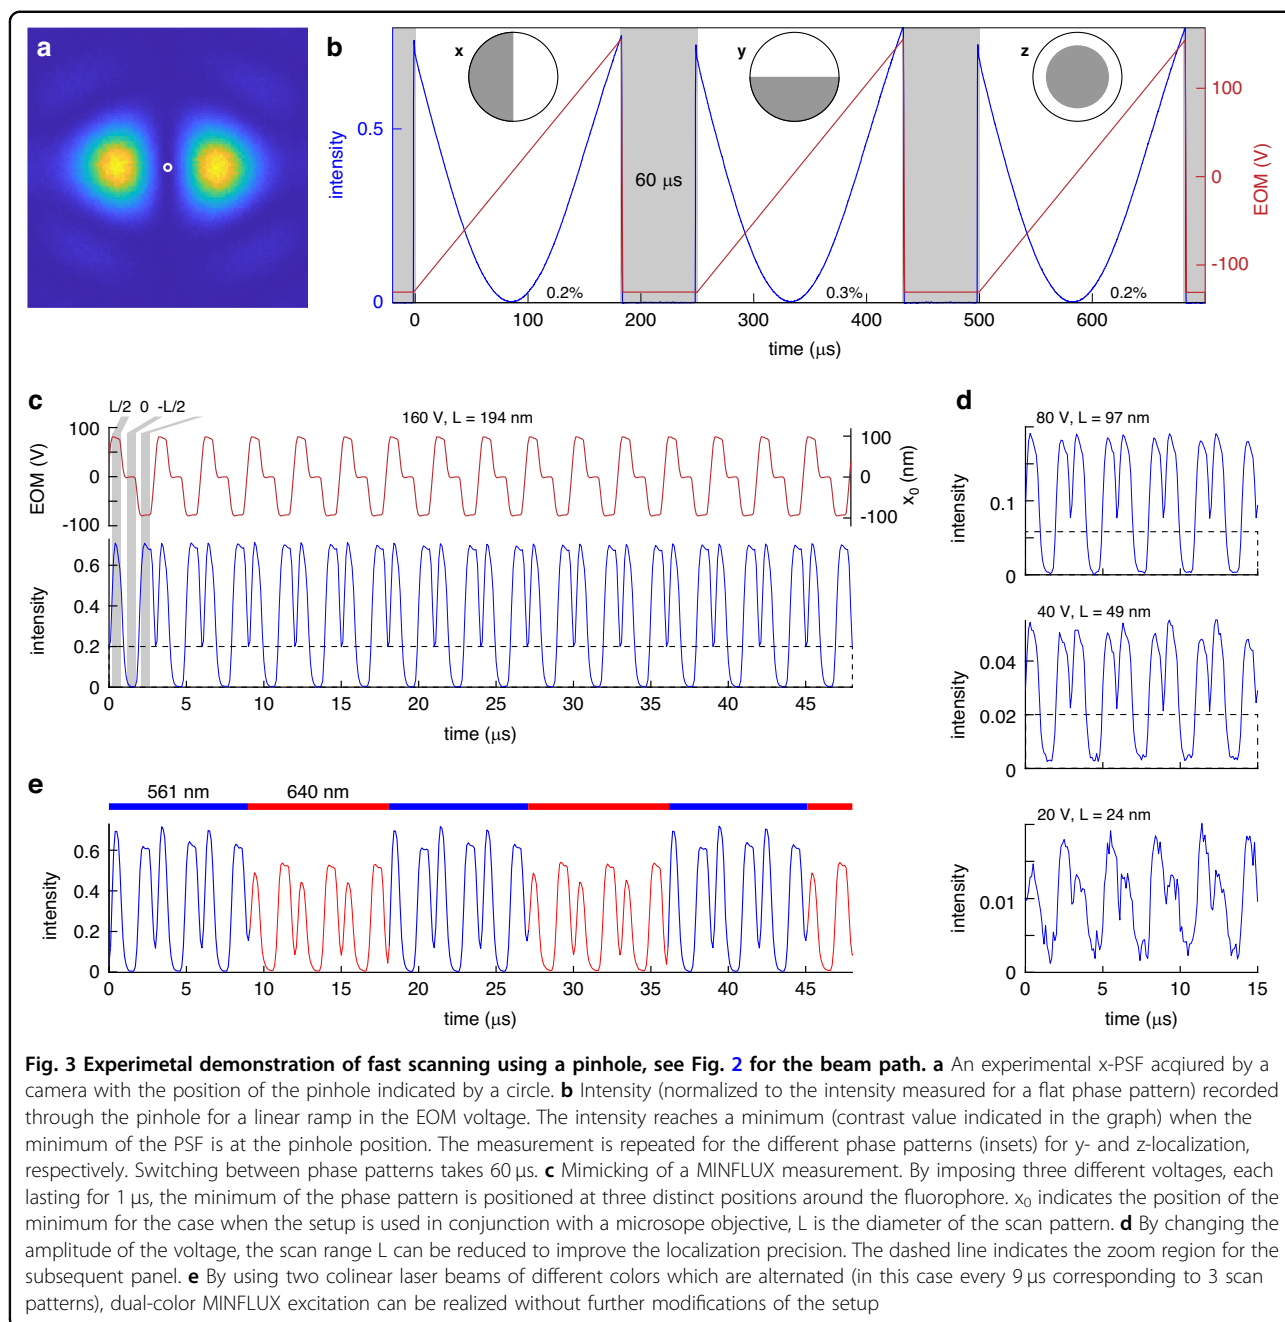 a
b
x
y
z
intensity
0.5
0
60 μs
0.2%
0.3%
0.2%
100
0
-100
EOM (V)
0 100 200 300 400 500 600
time (μs)
c
L/2 0 -L/2
160 V, L = 194 nm
EOM (V)
100
0
-100
100
0
-100
x0 (nm)
intensity
0.6
0.4
0.2
0
0 5 10 15 20 25 30 35 40 45
time (μs)
d
80 V, L = 97 nm
intensity
0.1
0
40 V, L = 49 nm
intensity
0.04
0.02
0
20 V, L = 24 nm
intensity
0.01
0
0 5 10 15
time (μs)
e
561 nm 640 nm
intensity
0.6
0.4
0.2
0
0 5 10 15 20 25 30 35 40 45
time (μs)
Fig. 3 Experimetal demonstration of fast scanning using a pinhole, see Fig. 2 for the beam path. a An experimental x-PSF acqiured by a
camera with the position of the pinhole indicated by a circle. b Intensity (normalized to the intensity measured for a flat phase pattern) recorded
through the pinhole for a linear ramp in the EOM voltage. The intensity reaches a minimum (contrast value indicated in the graph) when the
minimum of the PSF is at the pinhole position. The measurement is repeated for the different phase patterns (insets) for y- and z-localization,
respectively. Switching between phase patterns takes 60 μs. c Mimicking of a MINFLUX measurement. By imposing three different voltages, each
lasting for 1 μs, the minimum of the phase pattern is positioned at three distinct positions around the fluorophore. x0 indicates the position of the
minimum for the case when the setup is used in conjunction with a microsope objective, L is the diameter of the scan pattern. d By changing the
amplitude of the voltage, the scan range L can be reduced to improve the localization precision. The dashed line indicates the zoom region for the
subsequent panel. e By using two colinear laser beams of different colors which are alternated (in this case every 9 μs corresponding to 3 scan
patterns), dual-color MINFLUX excitation can be realized without further modifications of the setup